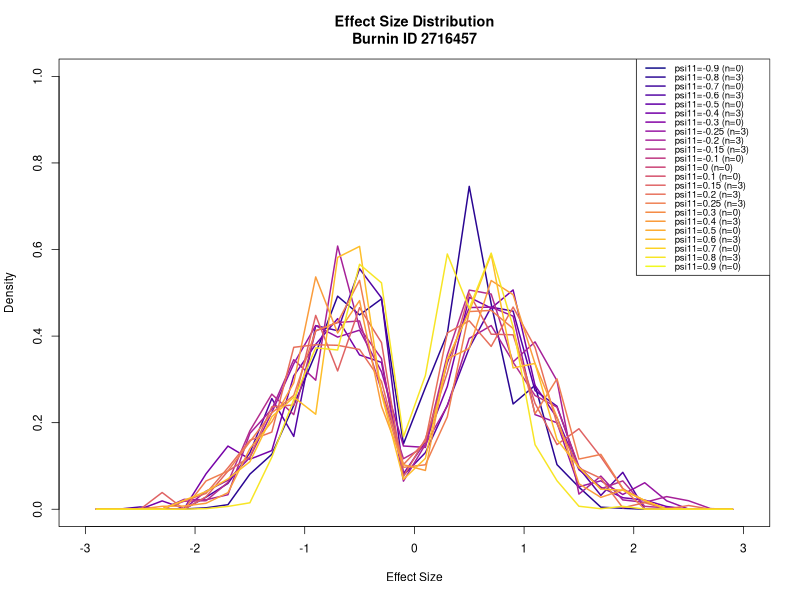 Effect Size Distribution
Burnin ID 2716457
psi11=-0.9 (n=0)
psi11=-0.8 (n=3)
psi11=-0.7 (n=0)
psi11=-0.6 (n=3)
psi11=-0.5 (n=0)
psi11=-0.4 (n=3)
psi11=-0.3 (n=0)
psi11=-0.25 (n=3)
psi11=-0.2 (n=3)
psi11=-0.15 (n=3)
psi11=-0.1 (n=0)
psi11=0 (n=0)
psi11=0.1 (n=0)
psi11=0.15 (n=3)
psi11=0.2 (n=3)
psi11=0.25 (n=3)
psi11=0.3 (n=0)
psi11=0.4 (n=3)
psi11=0.5 (n=0)
psi11=0.6 (n=3)
psi11=0.7 (n=0)
psi11=0.8 (n=3)
psi11=0.9 (n=0)
Density
1.0
0.8
0.6
0.4
0.2
0.0
-3 -2 -1 0 1 2 3
Effect Size